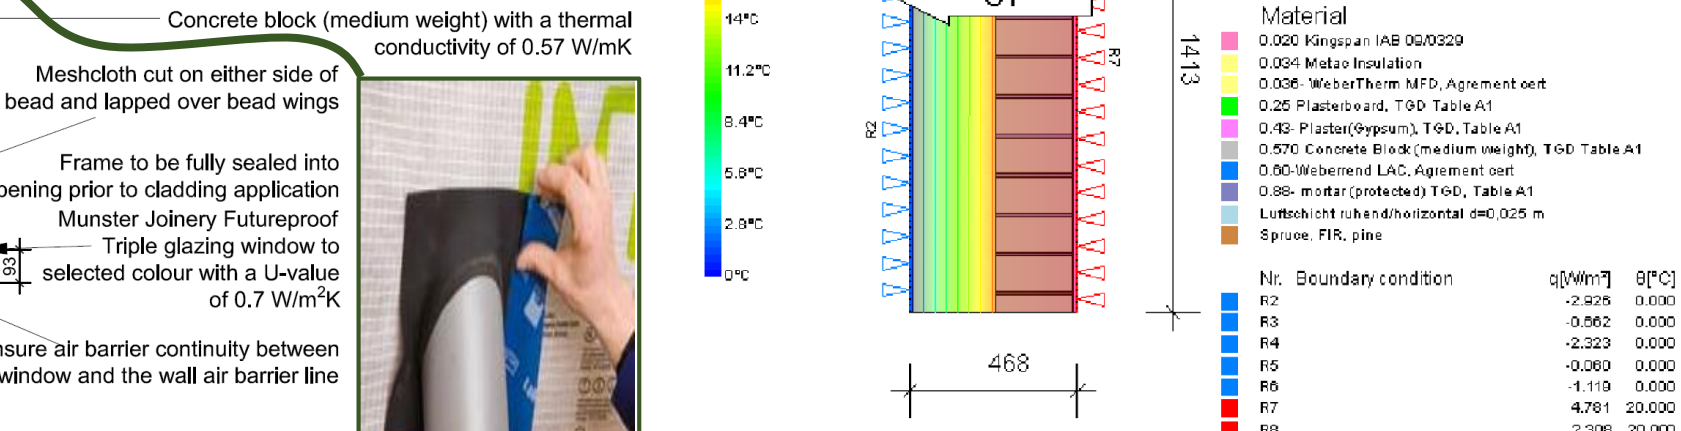 Concrete block (medium weight) with a thermal
conductivity of 0.57 W/mK
Meshcloth cut on either side of
bead and lapped over bead wings
Frame to be fully sealed into
pening prior to cladding application
Munster Joinery Futureproof
Triple glazing window to
selected colour with a U-value
of 0.7 W/m²K
93
nsure air barrier continuity between
window and the wall air barrier line
14°C
11.2°C
8.4°C
5.6°C
2.8°C
0°C
R2
R7
1413
468
Material
0.020 Kingspan IAB 09/0329
0.034 Metac Insulation
0.036- WeberTherm MFD, Agrement cert
0.25 Plasterboard, TGD Table A1
0.43- Plaster(Gypsum), TGD, Table A1
0.570 Concrete Block (medium weight), TGD Table A1
0.60-Weberrend LAC, Agrement cert
0.88- mortar (protected) TGD, Table A1
Luftschicht ruhend/horizontal d=0,025 m
Spruce, FIR, pine
Nr. Boundary condition q[W/m²] θ[°C]
R2 -2.926 0.000
R3 -0.562 0.000
R4 -2.323 0.000
R5 -0.060 0.000
R6 -1.119 0.000
R7 4.781 20.000
R8 2.308 20.000